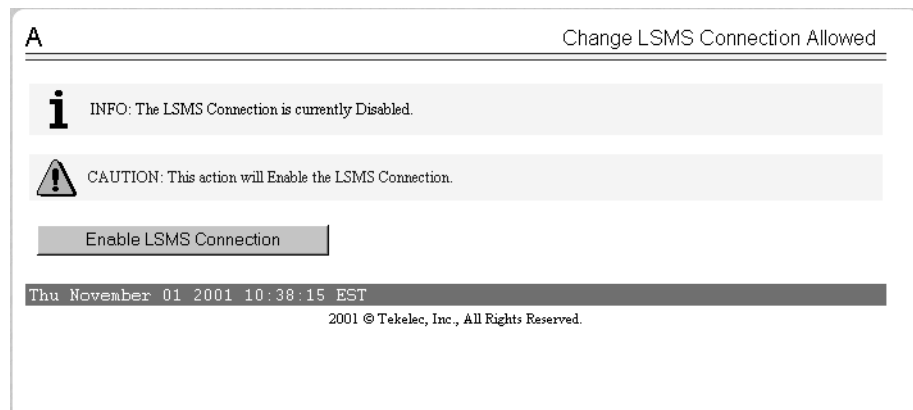 A
Change LSMS Connection Allowed
INFO: The LSMS Connection is currently Disabled.
CAUTION: This action will Enable the LSMS Connection.
Enable LSMS Connection
Thu November 01 2001 10:38:15 EST
2001 © Tekelec, Inc., All Rights Reserved.